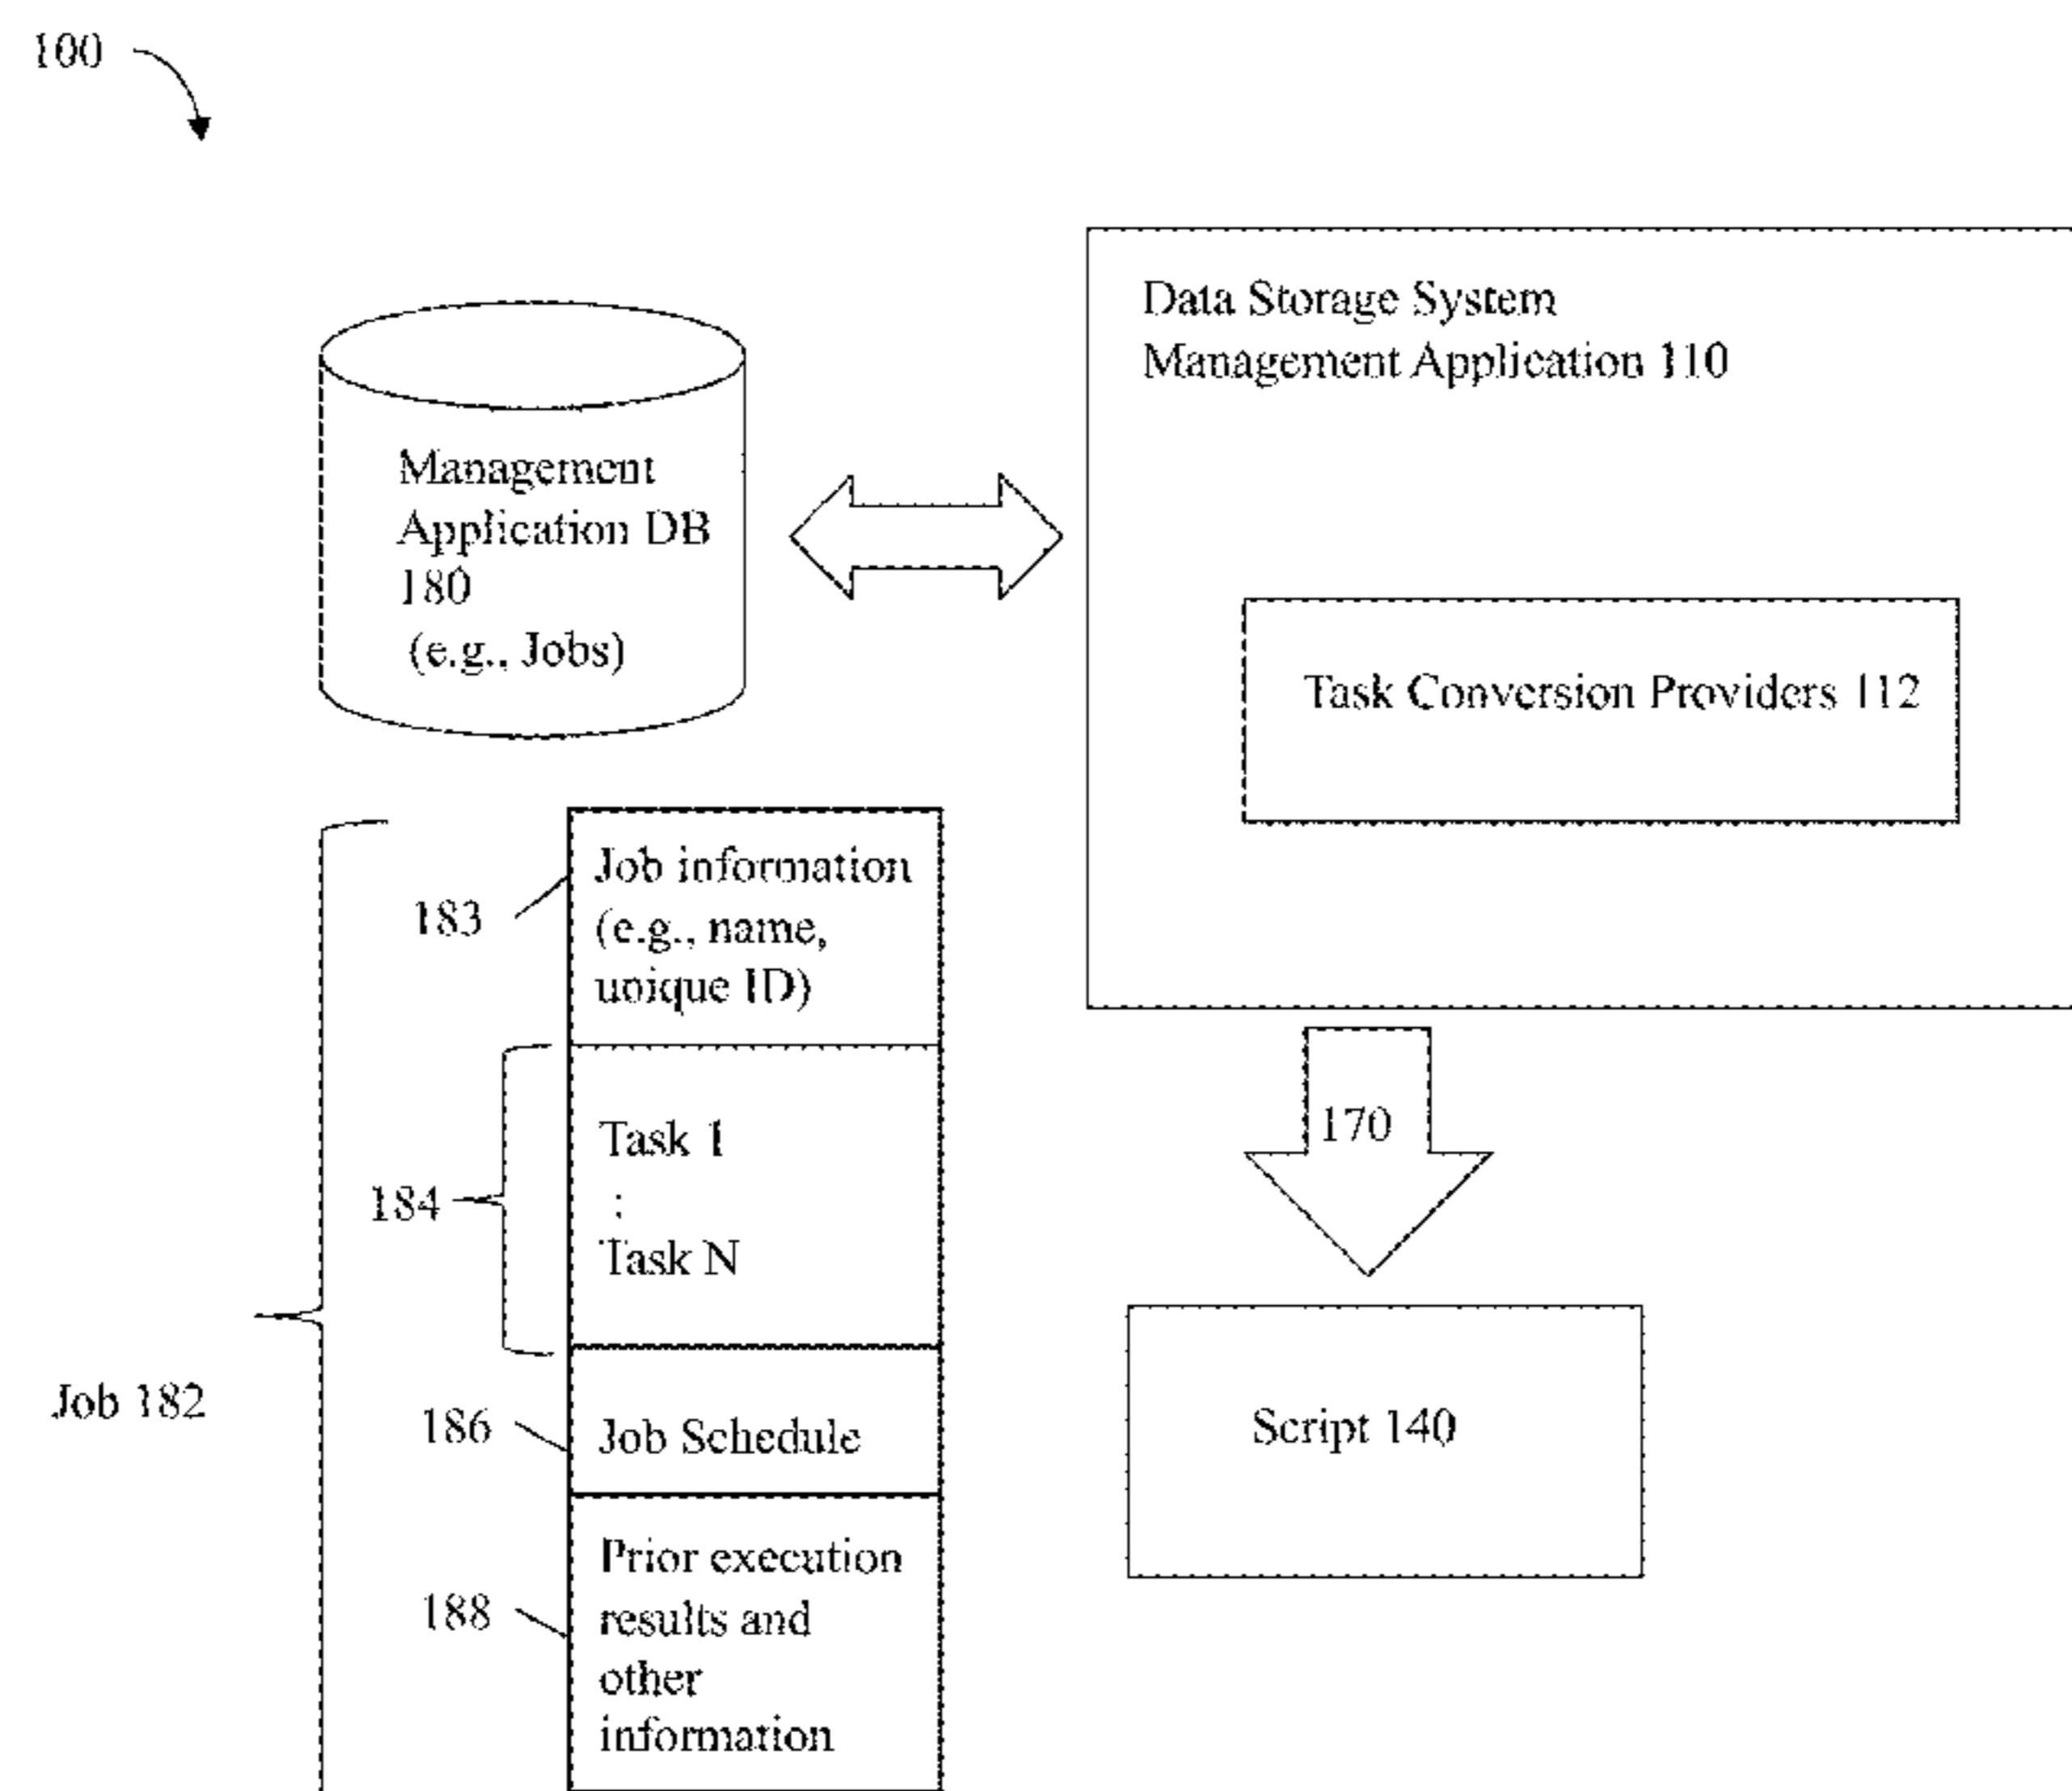 100
Data Storage System
Management Application 110
Management
Application DB
180
(e.g., Jobs)
Task Conversion Providers 112
Job information
(e.g., name,
unique ID)
183
Task 1
:
Task N
184
170
Job 182
186
Job Schedule
Script 140
Prior execution
results and
other
information
188